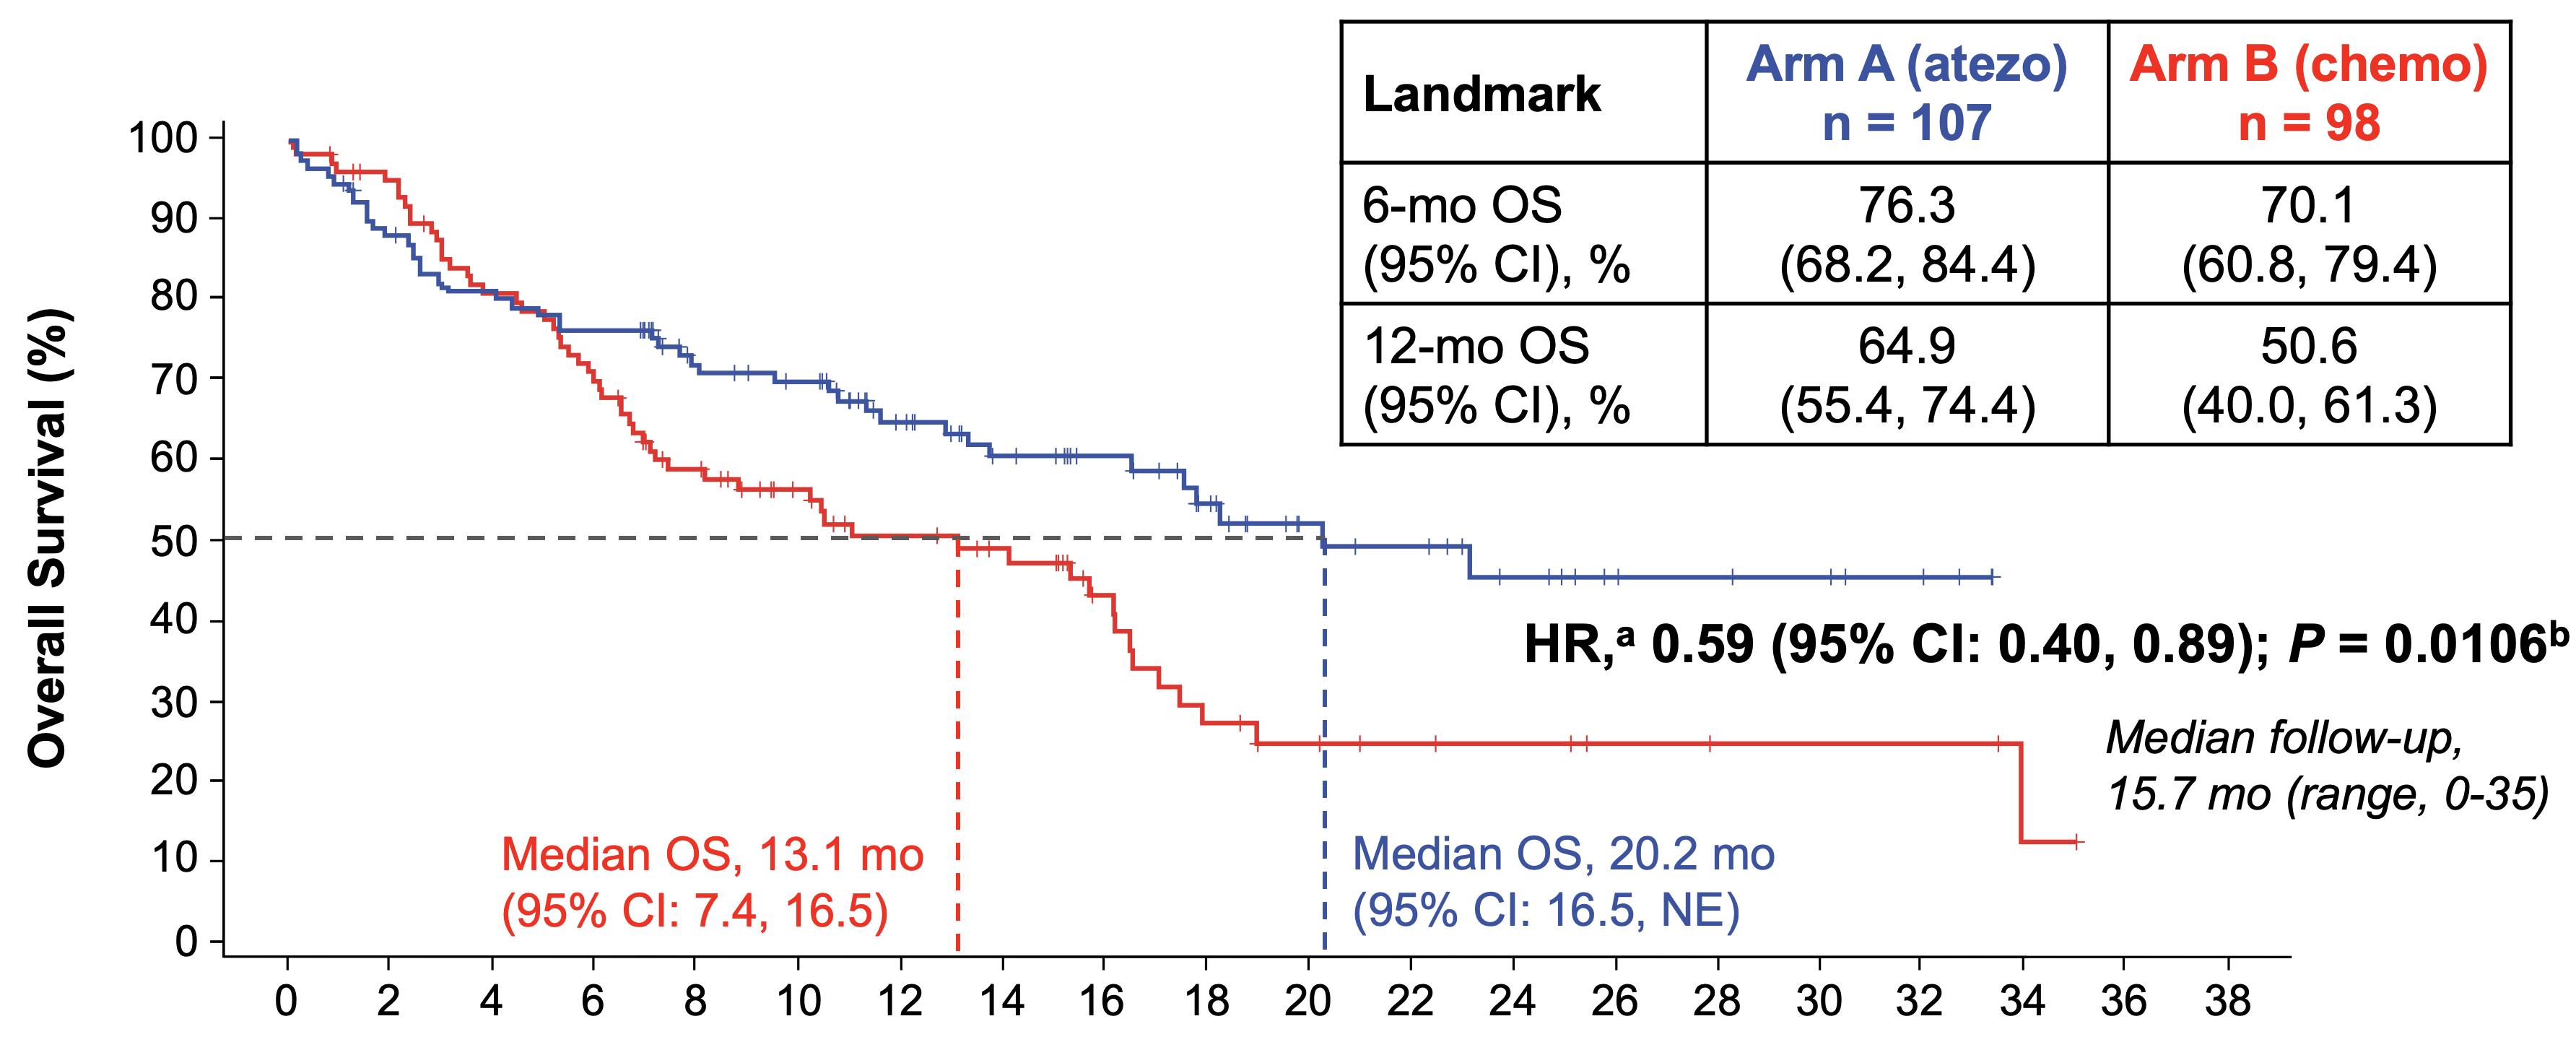 Landmark
Arm A (atezo)
n = 107
Arm B (chemo)
n = 98
6-mo OS
(95% CI), %
76.3
(68.2, 84.4)
70.1
(60.8, 79.4)
12-mo OS
(95% CI), %
64.9
(55.4, 74.4)
50.6
(40.0, 61.3)
Overall Survival (%)
100
90
80
70
60
50
40
30
20
10
0
HR,ᵃ 0.59 (95% CI: 0.40, 0.89); P = 0.0106ᵇ
Median follow-up,
15.7 mo (range, 0-35)
Median OS, 13.1 mo
(95% CI: 7.4, 16.5)
Median OS, 20.2 mo
(95% CI: 16.5, NE)
0 2 4 6 8 10 12 14 16 18 20 22 24 26 28 30 32 34 36 38